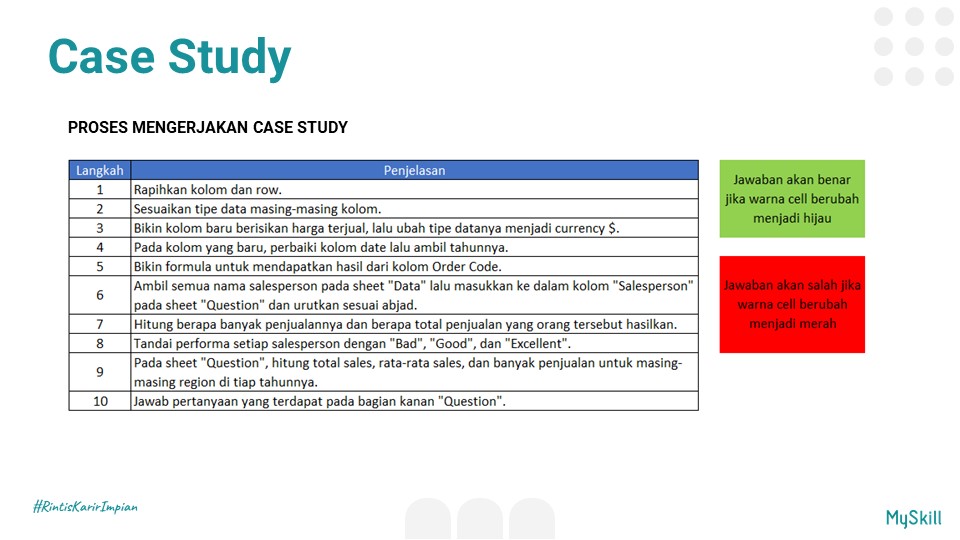 Case Study
PROSES MENGERJAKAN CASE STUDY
Langkah Penjelasan
1 Rapihkan kolom dan row.
2 Sesuaikan tipe data masing-masing kolom.
3 Bikin kolom baru berisikan harga terjual, lalu ubah tipe datanya menjadi currency $.
4 Pada kolom yang baru, perbaiki kolom date lalu ambil tahunnya.
5 Bikin formula untuk mendapatkan hasil dari kolom Order Code.
6 Ambil semua nama salesperson pada sheet "Data" lalu masukkan ke dalam kolom "Salesperson"
pada sheet "Question" dan urutkan sesuai abjad.
7 Hitung berapa banyak penjualannya dan berapa total penjualan yang orang tersebut hasilkan.
8 Tandai performa setiap salesperson dengan "Bad", "Good", dan "Excellent".
9 Pada sheet "Question", hitung total sales, rata-rata sales, dan banyak penjualan untuk masing-
masing region di tiap tahunnya.
10 Jawab pertanyaan yang terdapat pada bagian kanan "Question".
Jawaban akan benar
jika warna cell berubah
menjadi hijau
Jawaban akan salah jika
warna cell berubah
menjadi merah
#RintisKarirImpian
MySkill